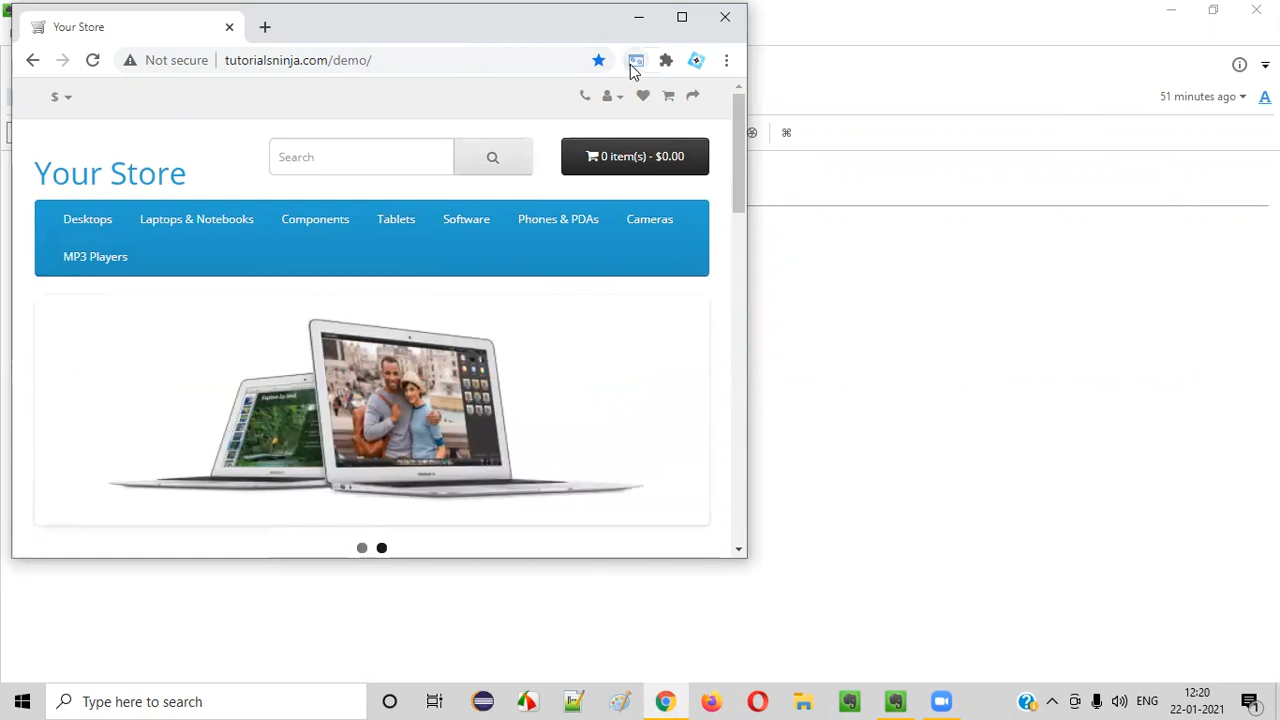 Your Store
Not secure
tutorialsninja.com/demo/
51 minutes ago
A
$
Search
0 item(s) - $0.00
Your Store
Desktops
Laptops & Notebooks
Components
Tablets
Software
Phones & PDAs
Cameras
MP3 Players
Type here to search
ENG
12:20
22-01-2021
1